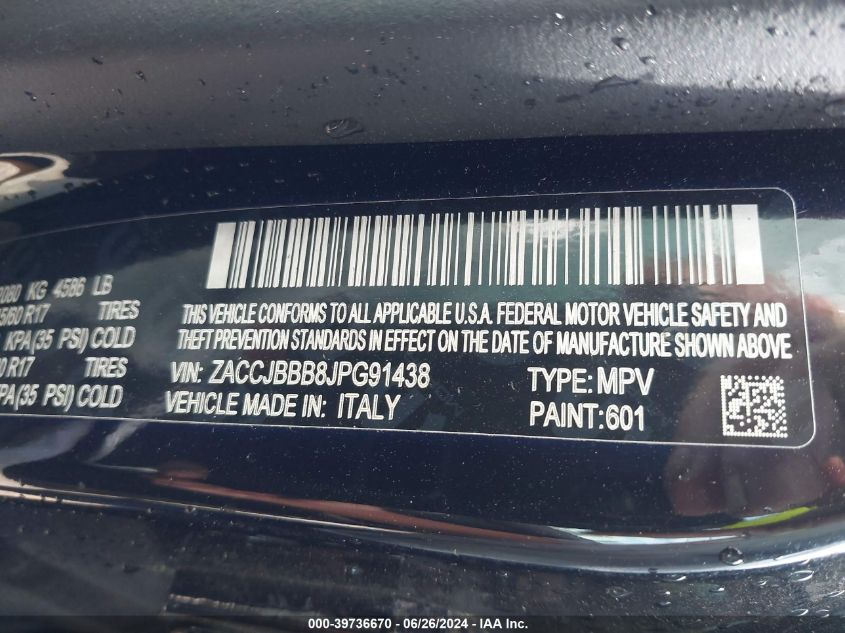 KG 4586 LB
R17 TIRES
KPA(35 PSI) COLD
R17 TIRES
(35 PSI) COLD
THIS VEHICLE CONFORMS TO ALL APPLICABLE U.S.A. FEDERAL MOTOR VEHICLE SAFETY AND
THEFT PREVENTION STANDARDS IN EFFECT ON THE DATE OF MANUFACTURE SHOWN ABOVE
VIN: ZACCJBBB8JPG91438 TYPE: MPV
VEHICLE MADE IN: ITALY PAINT:601
000-39736670 - 06/26/2024 - IAA Inc.